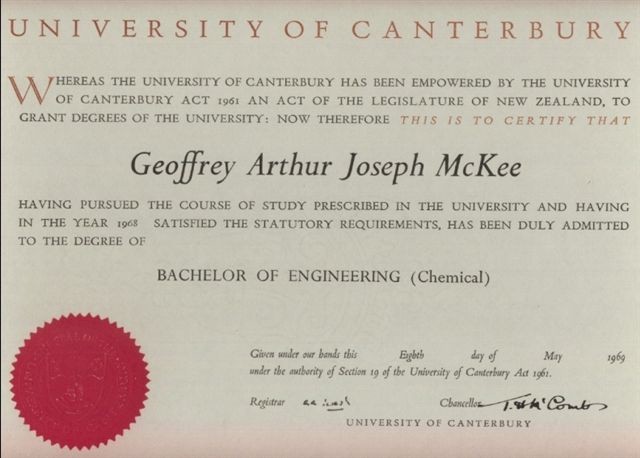 UNIVERSITY OF CANTERBURY
WHEREAS THE UNIVERSITY OF CANTERBURY HAS BEEN EMPOWERED BY THE UNIVERSITY
OF CANTERBURY ACT 1961 AN ACT OF THE LEGISLATURE OF NEW ZEALAND, TO
GRANT DEGREES OF THE UNIVERSITY: NOW THEREFORE THIS IS TO CERTIFY THAT
Geoffrey Arthur Joseph McKee
HAVING PURSUED THE COURSE OF STUDY PRESCRIBED IN THE UNIVERSITY AND HAVING
IN THE YEAR 1968 SATISFIED THE STATUTORY REQUIREMENTS, HAS BEEN DULY ADMITTED
TO THE DEGREE OF
BACHELOR OF ENGINEERING (Chemical)
Given under our hands this Eighth day of May 1969
under the authority of Section 19 of the University of Canterbury Act 1961.
Registrar Chancellor
UNIVERSITY OF CANTERBURY